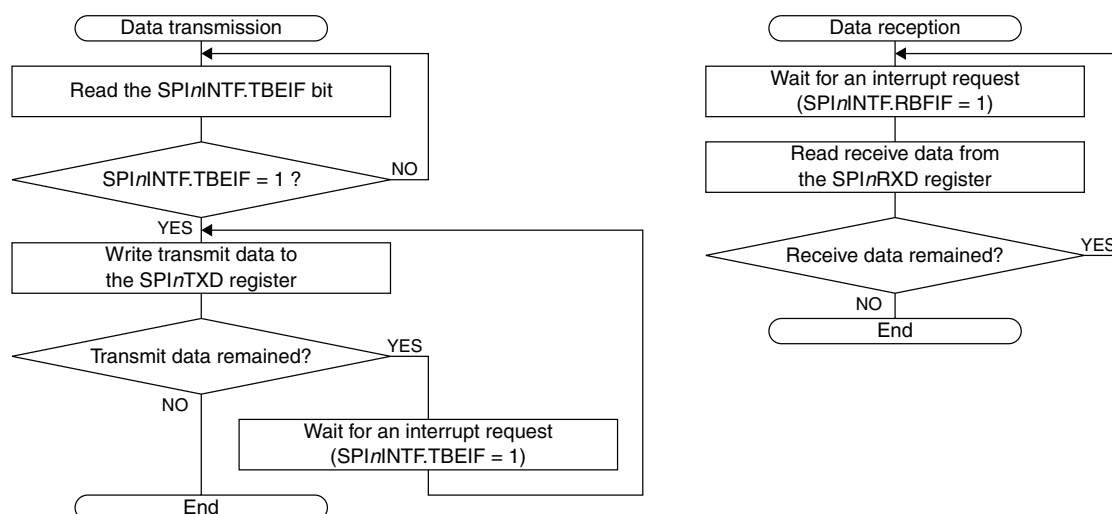 Data transmission
Read the SPInINTF.TBEIF bit
SPInINTF.TBEIF = 1 ?
NO
YES
Write transmit data to
the SPInTXD register
Transmit data remained?
YES
NO
Wait for an interrupt request
(SPInINTF.TBEIF = 1)
End
Data reception
Wait for an interrupt request
(SPInINTF.RBFIF = 1)
Read receive data from
the SPInRXD register
Receive data remained?
YES
NO
End